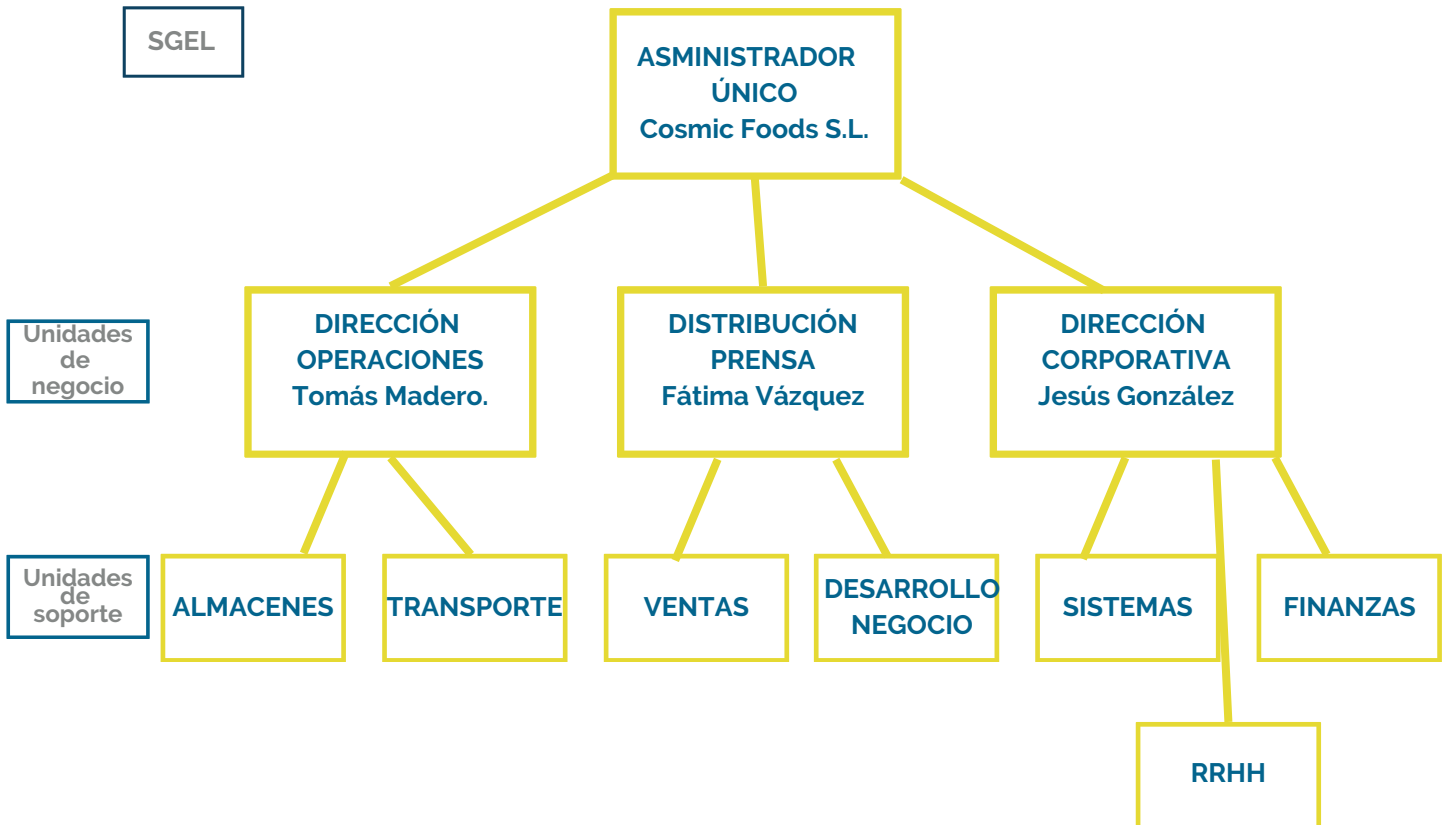 SGEL
ASMINISTRADOR
ÚNICO
Cosmic Foods S.L.
Unidades
de
negocio
DIRECCIÓN
OPERACIONES
Tomás Madero.
DISTRIBUCIÓN
PRENSA
Fátima Vázquez
DIRECCIÓN
CORPORATIVA
Jesús González
Unidades
de
soporte
ALMACENES
TRANSPORTE
VENTAS
DESARROLLO
NEGOCIO
SISTEMAS
FINANZAS
RRHH